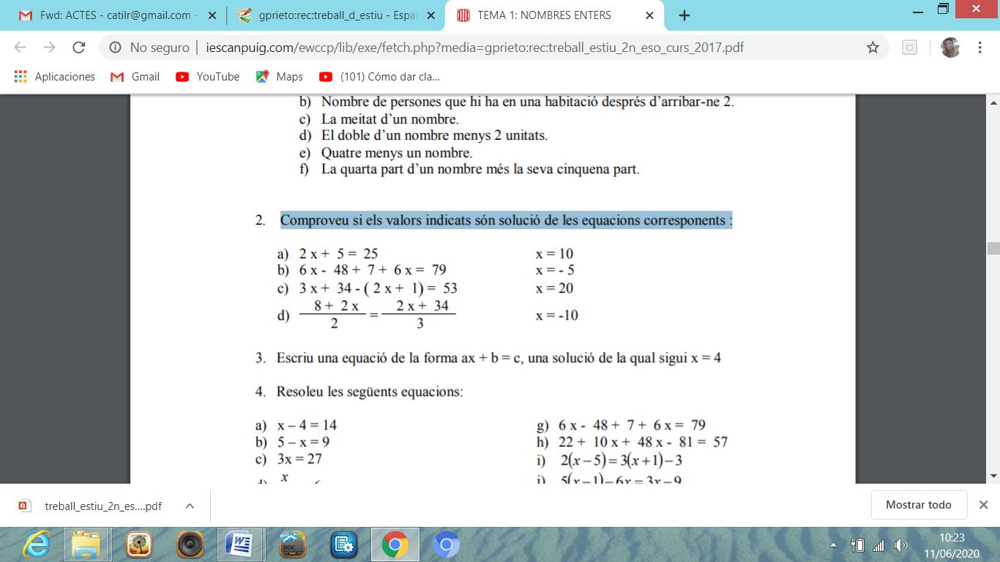 Fwd: ACTES - catilr@gmail.com -
gprieto:rec:treball_d_estiu - Espai
TEMA 1: NOMBRES ENTERS
No seguro
iescanpuig.com/ewccp/lib/exe/fetch.php?media=gprieto:rec:treball_estiu_2n_eso_curs_2017.pdf
Aplicaciones
Gmail
YouTube
Maps
(101) Cómo dar cla...
b) Nombre de persones que hi ha en una habitació després d'arribar-ne 2.
c) La meitat d'un nombre.
d) El doble d'un nombre menys 2 unitats.
e) Quatre menys un nombre.
f) La quarta part d'un nombre més la seva cinquena part.
2. Comproveu si els valors indicats són solució de les equacions corresponents :
a) 2 x + 5 = 25 x = 10
b) 6 x - 48 + 7 + 6 x = 79 x = - 5
c) 3 x + 34 - ( 2 x + 1) = 53 x = 20
d) (8 + 2 x)/2 = (2 x + 34)/3 x = -10
3. Escriu una equació de la forma ax + b = c, una solució de la qual sigui x = 4
4. Resoleu les següents equacions:
a) x – 4 = 14 g) 6 x - 48 + 7 + 6 x = 79
b) 5 – x = 9 h) 22 + 10 x + 48 x - 81 = 57
c) 3x = 27 i) 2(x – 5) = 3(x + 1) – 3
x 5(x – 1) – 6x = 3x – 9
treball_estiu_2n_es....pdf
Mostrar todo
DOC
10:23
11/06/2020